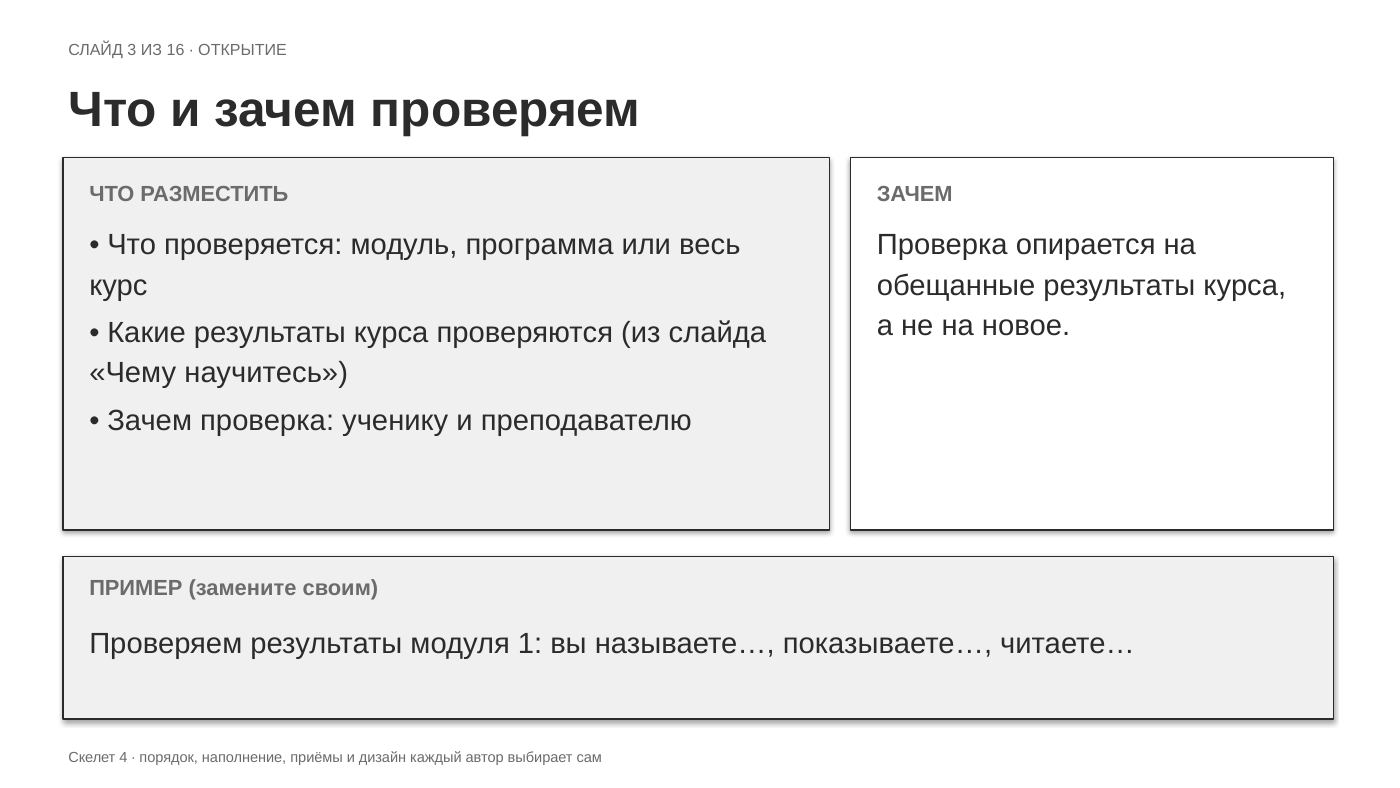 СЛАЙД 3 ИЗ 16 · ОТКРЫТИЕ
Что и зачем проверяем
ЧТО РАЗМЕСТИТЬ
• Что проверяется: модуль, программа или весь
курс
• Какие результаты курса проверяются (из слайда
«Чему научитесь»)
• Зачем проверка: ученику и преподавателю
ЗАЧЕМ
Проверка опирается на
обещанные результаты курса,
а не на новое.
ПРИМЕР (замените своим)
Проверяем результаты модуля 1: вы называете…, показываете…, читаете…
Скелет 4 · порядок, наполнение, приёмы и дизайн каждый автор выбирает сам